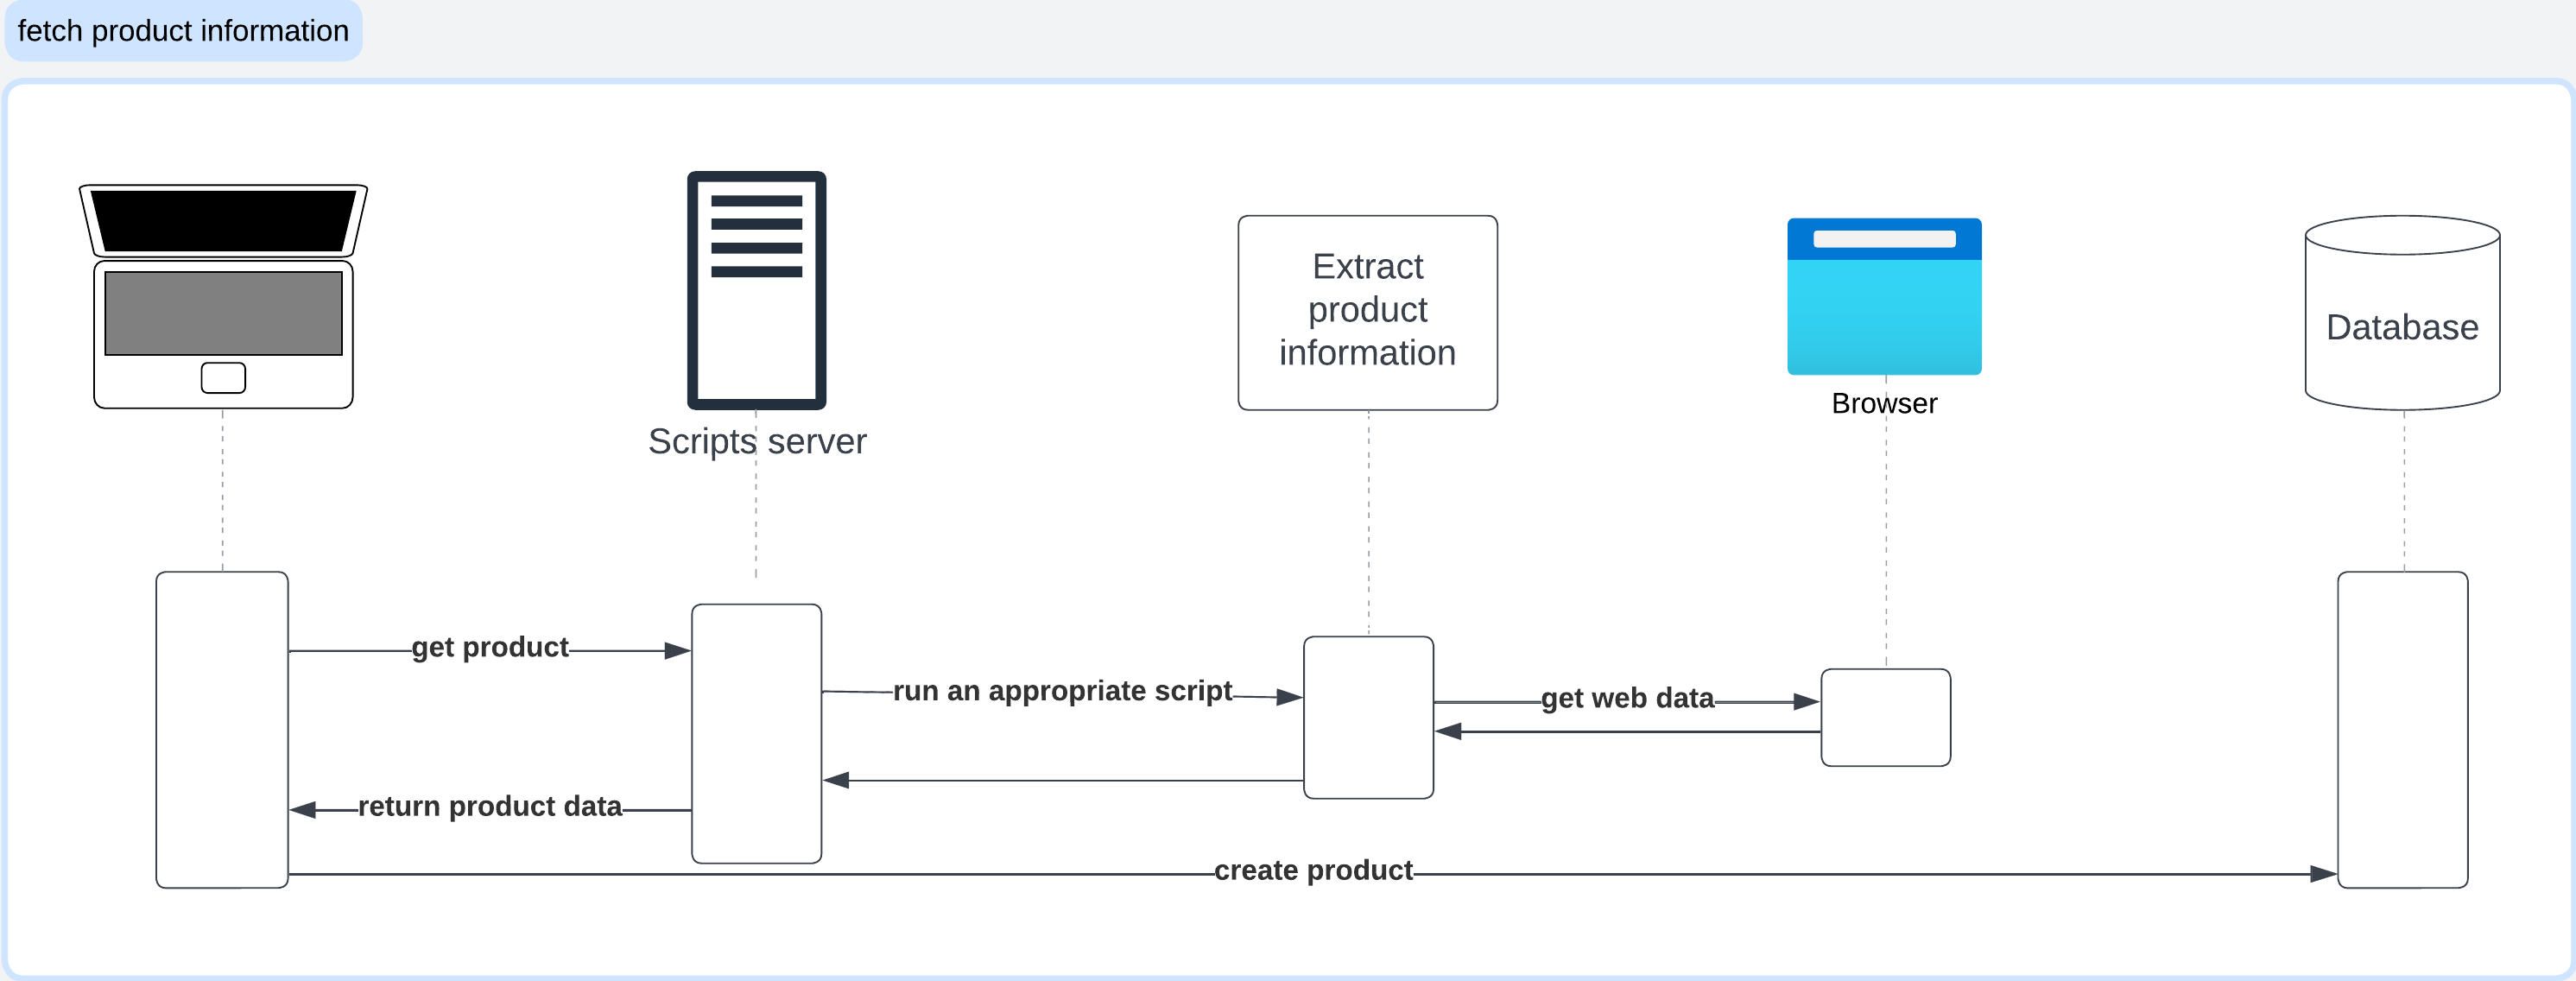 fetch product information
Extract
product
information
Database
Browser
Scripts server
get product
run an appropriate script
get web data
return product data
create product